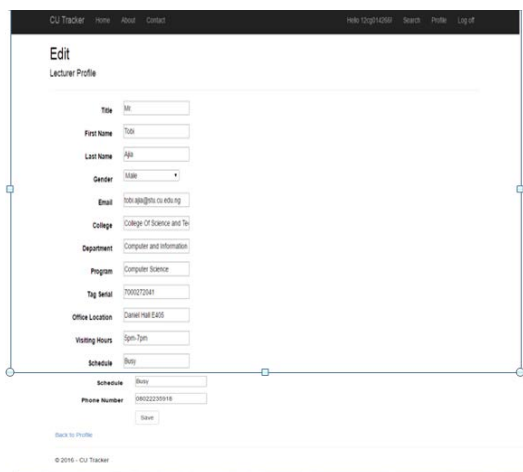 CU Tracker Home About Contact Hello 12cg014269! Search Profile Log off
Edit
Lecturer Profile
Title Mr.
First Name Tobi
Last Name Ajia
Gender Male
Email tobi.ajia@stu.cu.edu.ng
College College Of Science and Te
Department Computer and Information
Program Computer Science
Tag Serial 7000272041
Office Location Daniel Hall E405
Visiting Hours 5pm-7pm
Schedule Busy
Schedule Busy
Phone Number 08022235918
Save
Back to Profile
© 2016 - CU Tracker